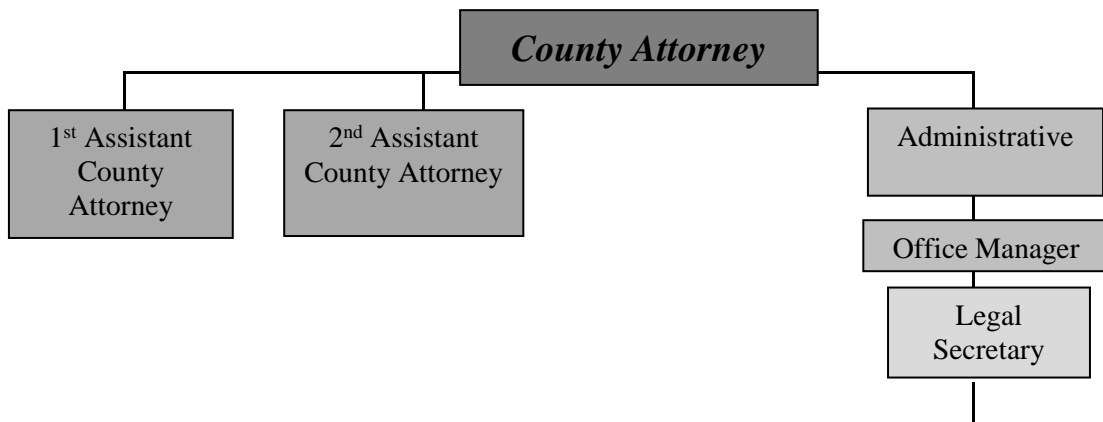 County Attorney
1st Assistant
County
Attorney
2nd Assistant
County Attorney
Administrative
Office Manager
Legal
Secretary